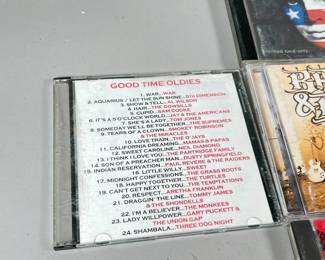 GOOD TIME OLDIES
1. WAR...WAR
2. AQUARIUS / LET THE SUN SHINE...5TH DIMENSION
3. SHOW & TELL...AL WILSON
4. HAIR...THE COWSILLS
5. CUPID...SAM COOKE
6. IT'S A 5 O'CLOCK WORLD...JAY & THE AMERICANS
7. SHE'S A LADY...TOM JONES
8. SOMEDAY WE'LL BE TOGETHER...THE SUPREMES
9. TEARS OF A CLOWN...SMOKEY ROBINSON
& THE MIRACLES
10. LOVE TRAIN...THE O'JAYS
11. CALIFORNIA DREAMING...MAMAS & PAPAS
12. SWEET CAROLINE...NEIL DIAMOND
13. I THINK I LOVE YOU...THE PARTRIDGE FAMILY
14. SON OF A PREACHER MAN...DUSTY SPRINGFIELD
15. INDIAN RESERVATION...PAUL REVERE & THE RAIDERS
16. LITTLE WILLY...SWEET
17. MIDNIGHT CONFESSIONS...THE GRASS ROOTS
18. HAPPY TOGETHER...THE TURTLES
19. CAN'T GET NEXT TO YOU...THE TEMPTATIONS
20. RESPECT...ARETHA FRANKLIN
21. DRAGGIN' THE LINE...TOMMY JAMES
& THE SHONDELLS
22. I'M A BELIEVER...THE MONKEES
23. LADY WILLPOWER...GARY PUCKETT &
THE UNION GAP
24. SHAMBALA...THREE DOG NIGHT